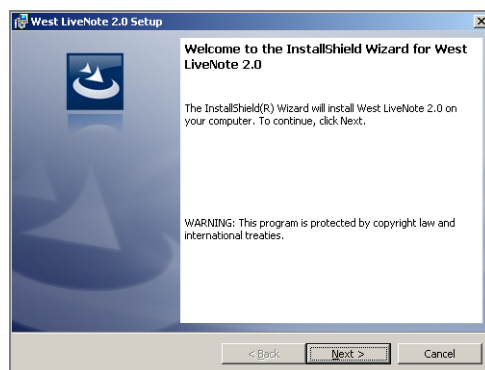 West LiveNote 2.0 Setup
Welcome to the InstallShield Wizard for West
LiveNote 2.0
The InstallShield(R) Wizard will install West LiveNote 2.0 on
your computer. To continue, click Next.
WARNING: This program is protected by copyright law and
international treaties.
< Back
Next >
Cancel